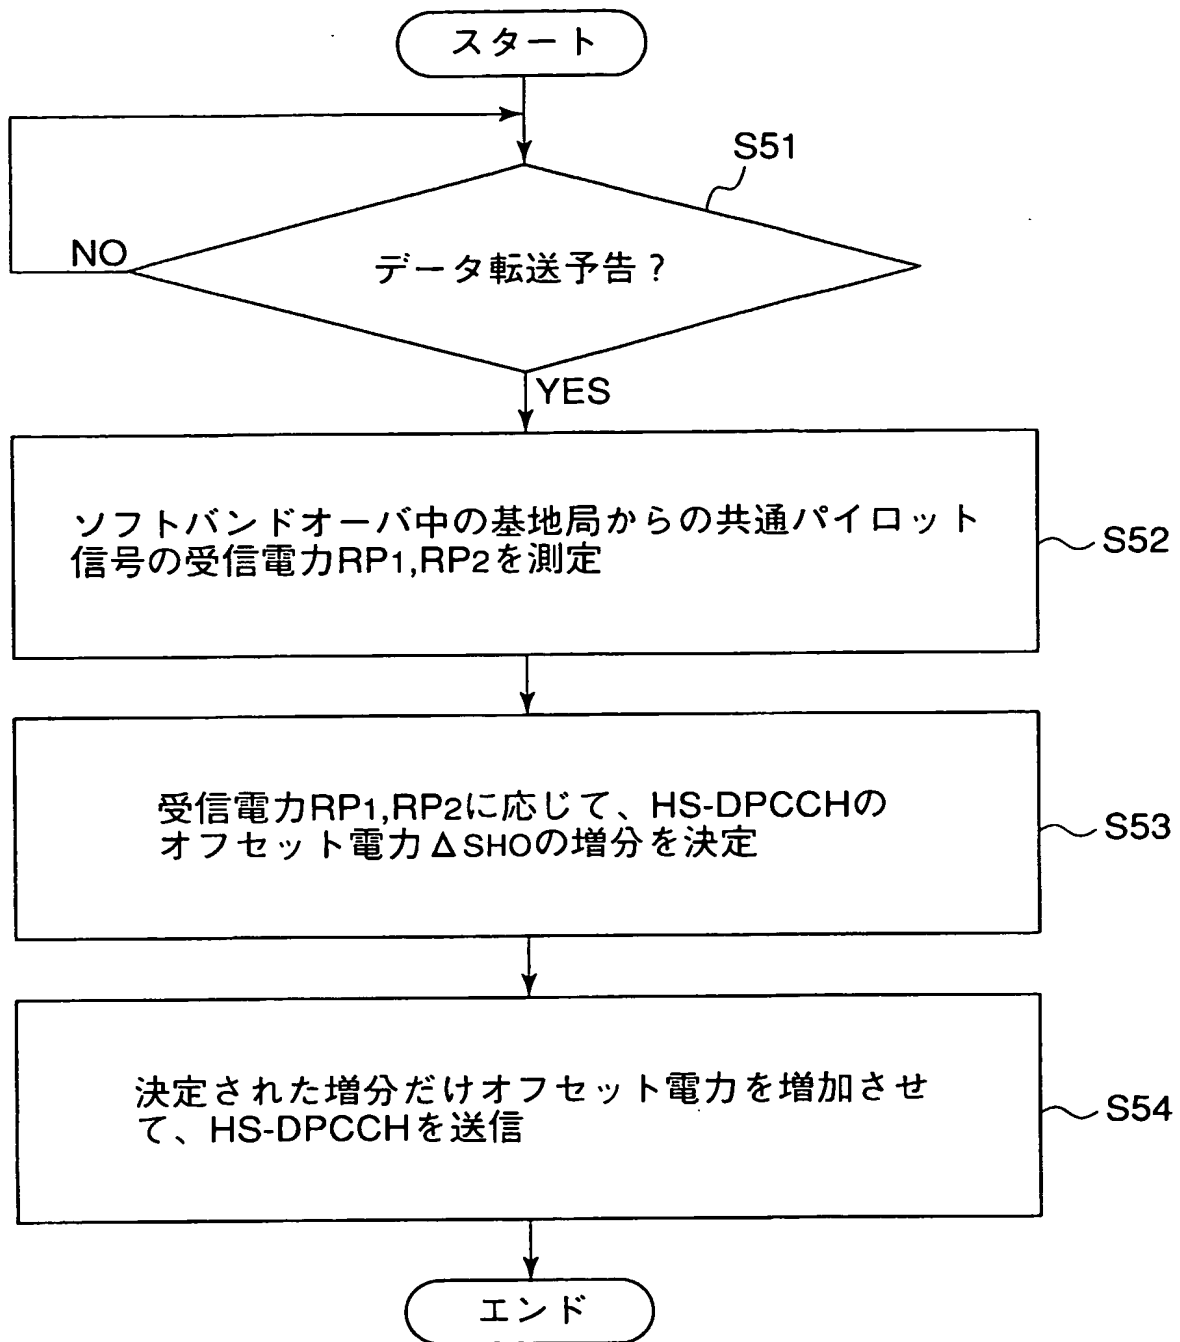 スタート
S51
NO
データ転送予告?
YES
ソフトバンドオーバ中の基地局からの共通パイロット
信号の受信電力RP1,RP2を測定
S52
受信電力RP1,RP2に応じて、HS-DPCCHの
オフセット電力ΔSHOの増分を決定
S53
決定された増分だけオフセット電力を増加させ
て、HS-DPCCHを送信
S54
エンド